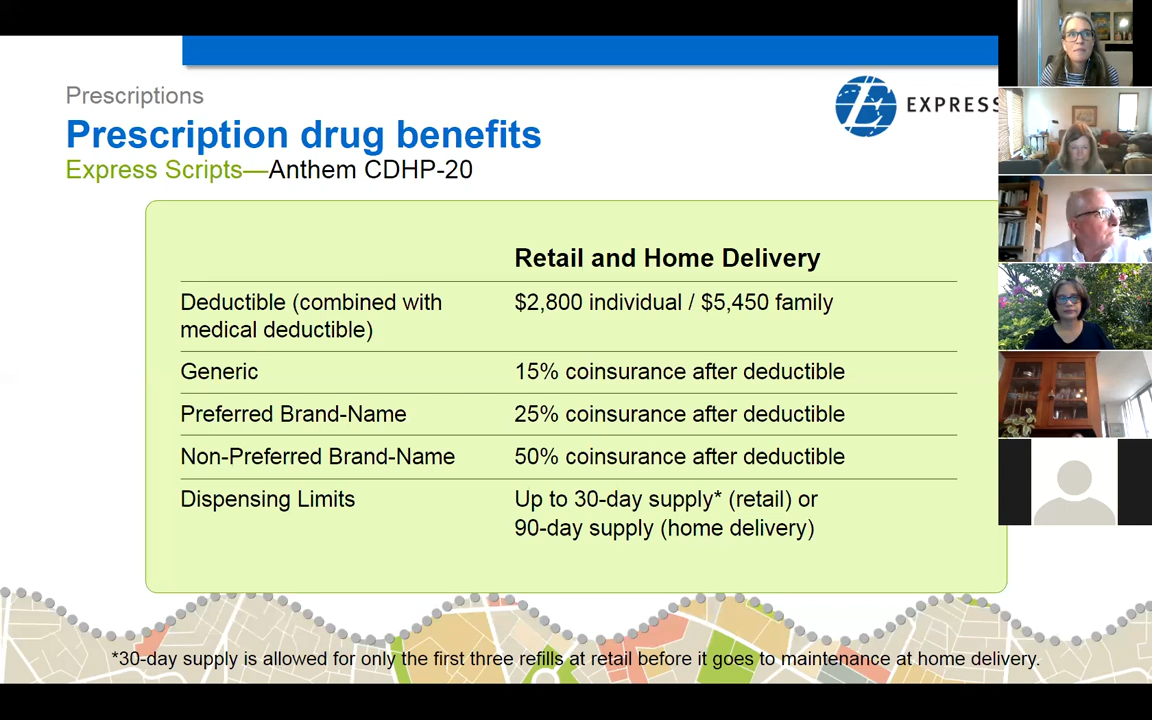 Prescriptions
Prescription drug benefits
Express Scripts—Anthem CDHP-20
EXPRESS
Retail and Home Delivery
Deductible (combined with medical deductible) $2,800 individual / $5,450 family
Generic 15% coinsurance after deductible
Preferred Brand-Name 25% coinsurance after deductible
Non-Preferred Brand-Name 50% coinsurance after deductible
Dispensing Limits Up to 30-day supply* (retail) or
90-day supply (home delivery)
*30-day supply is allowed for only the first three refills at retail before it goes to maintenance at home delivery.